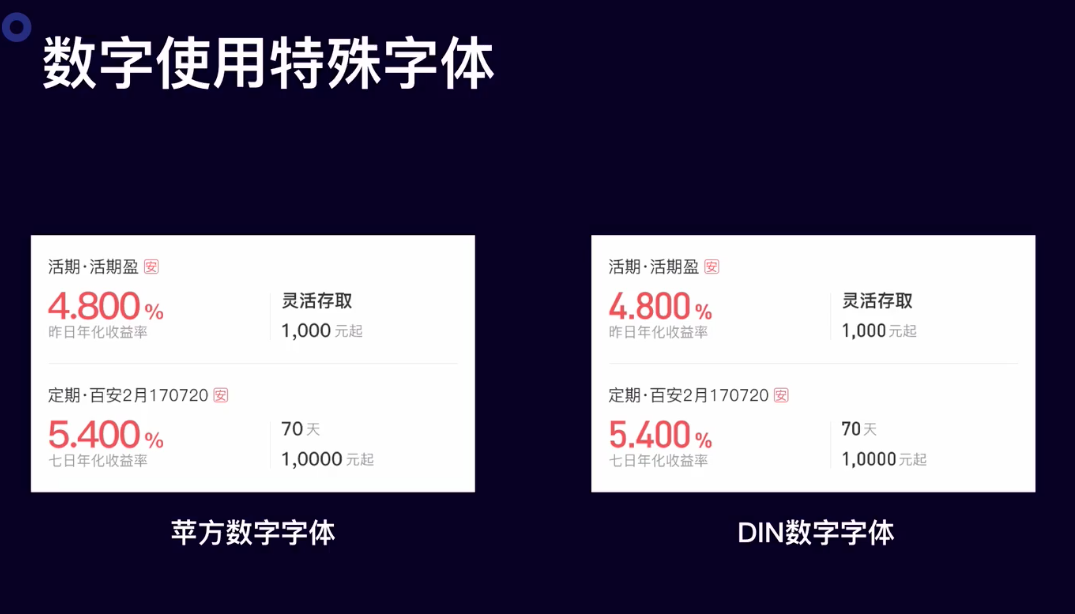 数字使用特殊字体
活期·活期盈 安
4.800%
昨日年化收益率
灵活存取
1,000 元起
定期·百安2月170720 安
5.400%
七日年化收益率
70 天
1,0000 元起
苹方数字字体
活期·活期盈 安
4.800%
昨日年化收益率
灵活存取
1,000 元起
定期·百安2月170720 安
5.400%
七日年化收益率
70 天
1,0000 元起
DIN数字字体